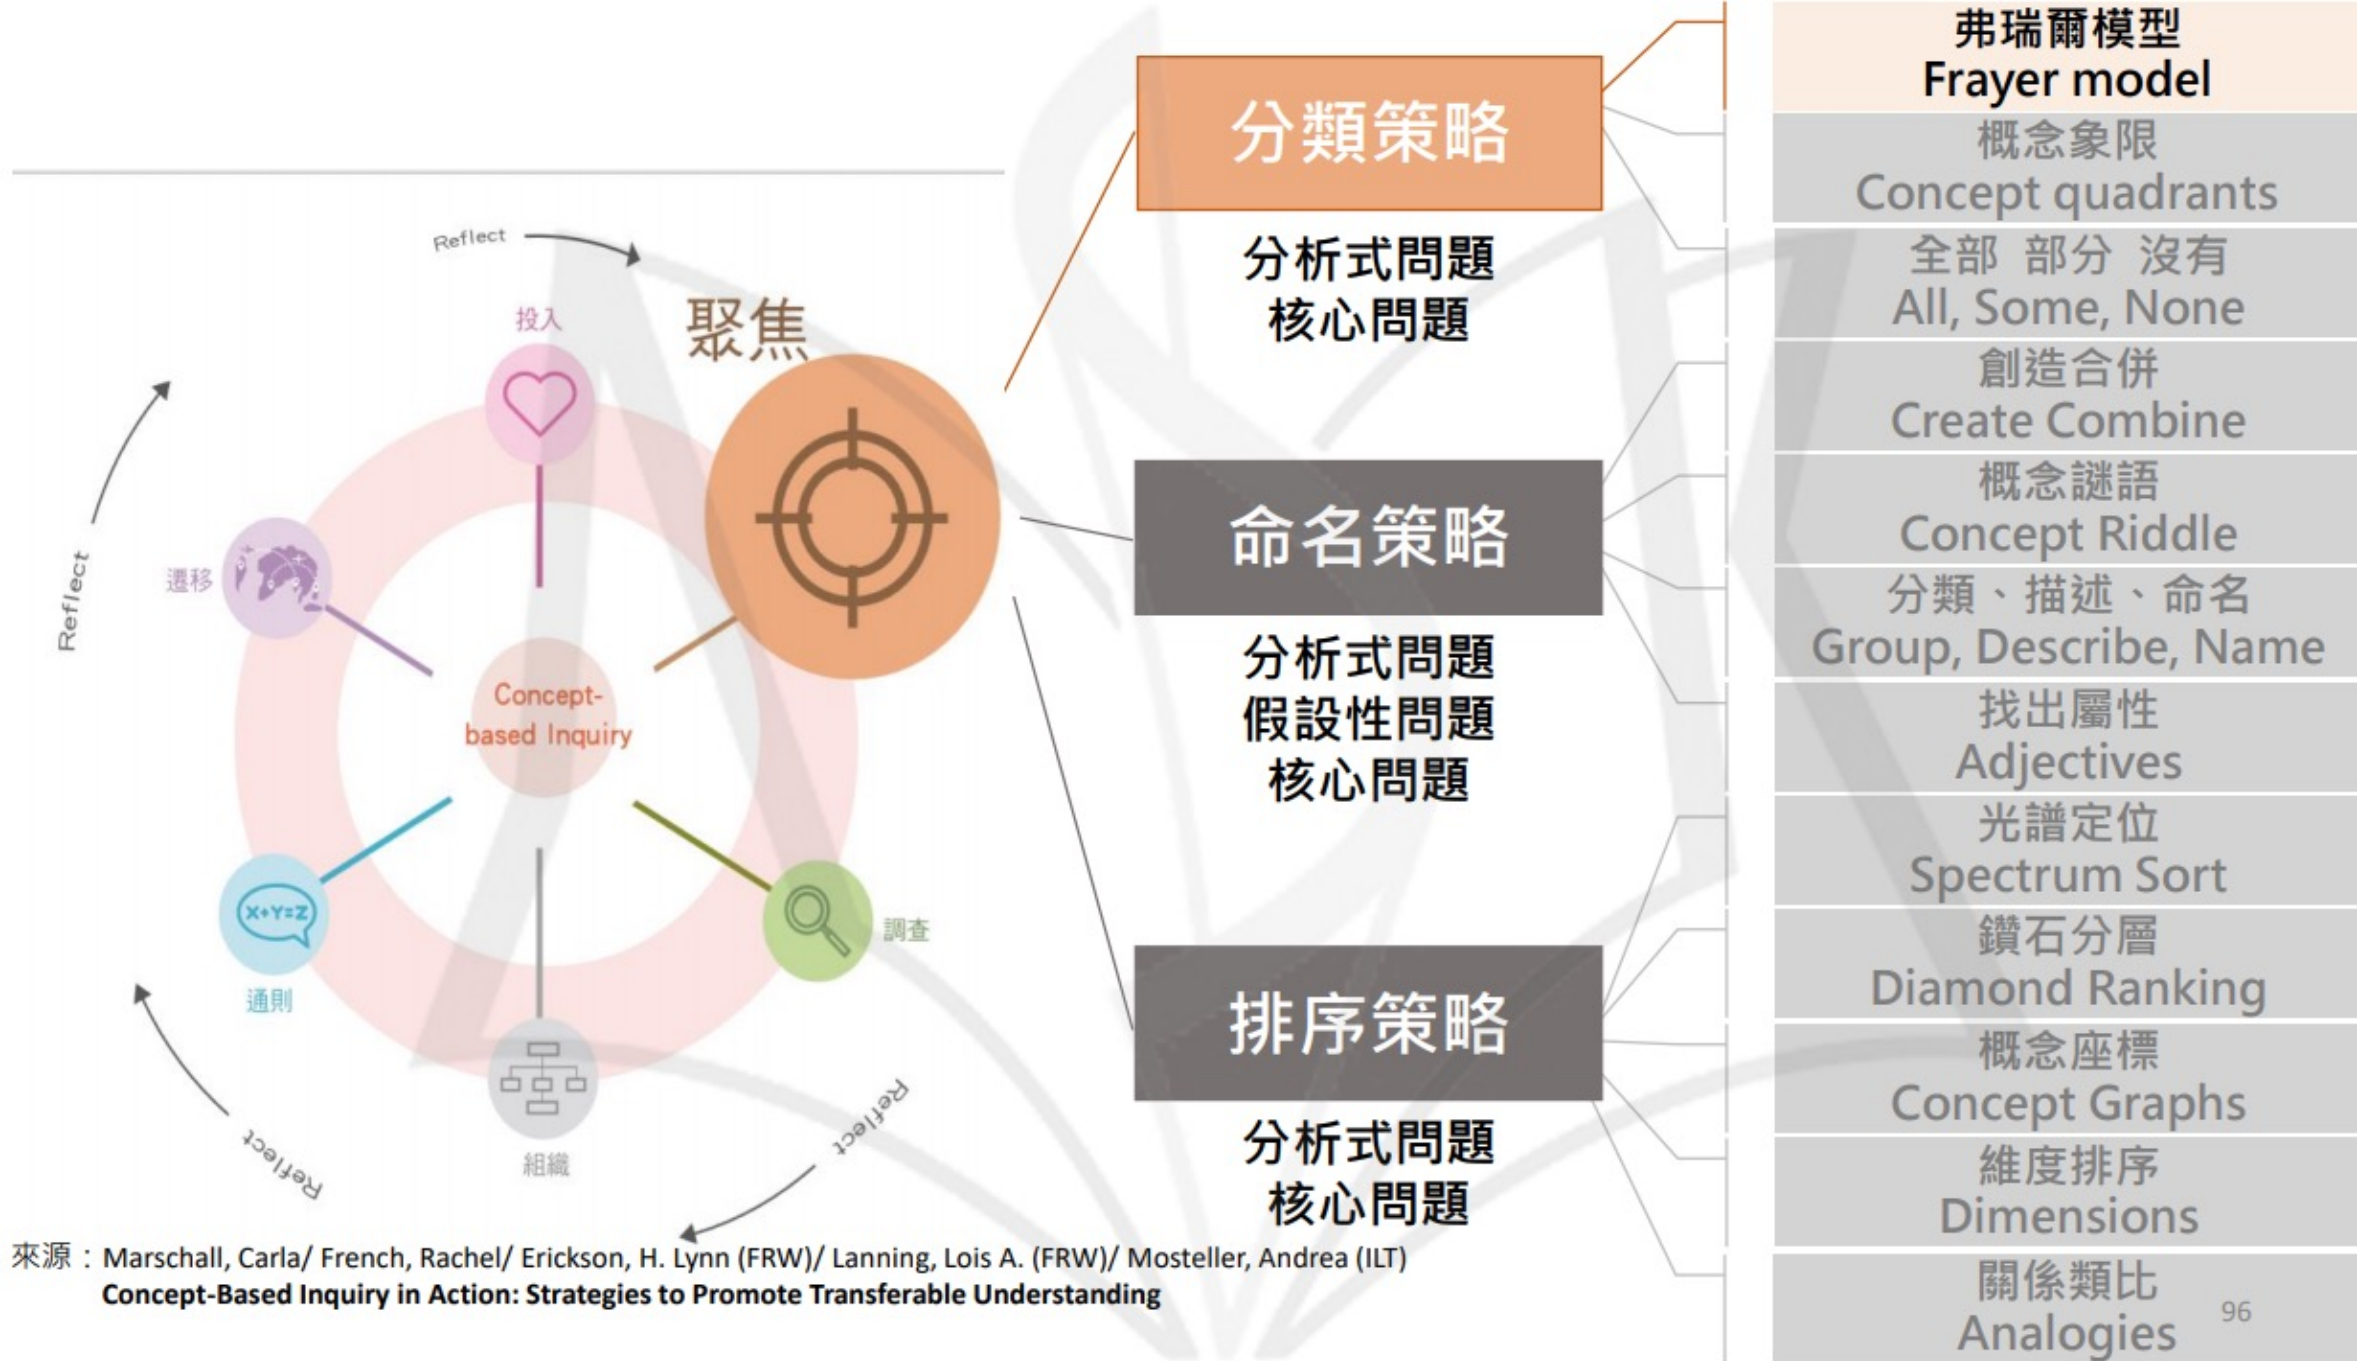 Reflect
投入
聚焦
Reflect
遷移
Concept-
based Inquiry
X+Y=Z
通則
調查
組織
Reflect
Reflect
分類策略
分析式問題
核心問題
命名策略
分析式問題
假設性問題
核心問題
排序策略
分析式問題
核心問題
弗瑞爾模型
Frayer model
概念象限
Concept quadrants
全部 部分 沒有
All, Some, None
創造合併
Create Combine
概念謎語
Concept Riddle
分類、描述、命名
Group, Describe, Name
找出屬性
Adjectives
光譜定位
Spectrum Sort
鑽石分層
Diamond Ranking
概念座標
Concept Graphs
維度排序
Dimensions
關係類比
Analogies
來源：Marschall, Carla/ French, Rachel/ Erickson, H. Lynn (FRW)/ Lanning, Lois A. (FRW)/ Mosteller, Andrea (ILT)
Concept-Based Inquiry in Action: Strategies to Promote Transferable Understanding
96